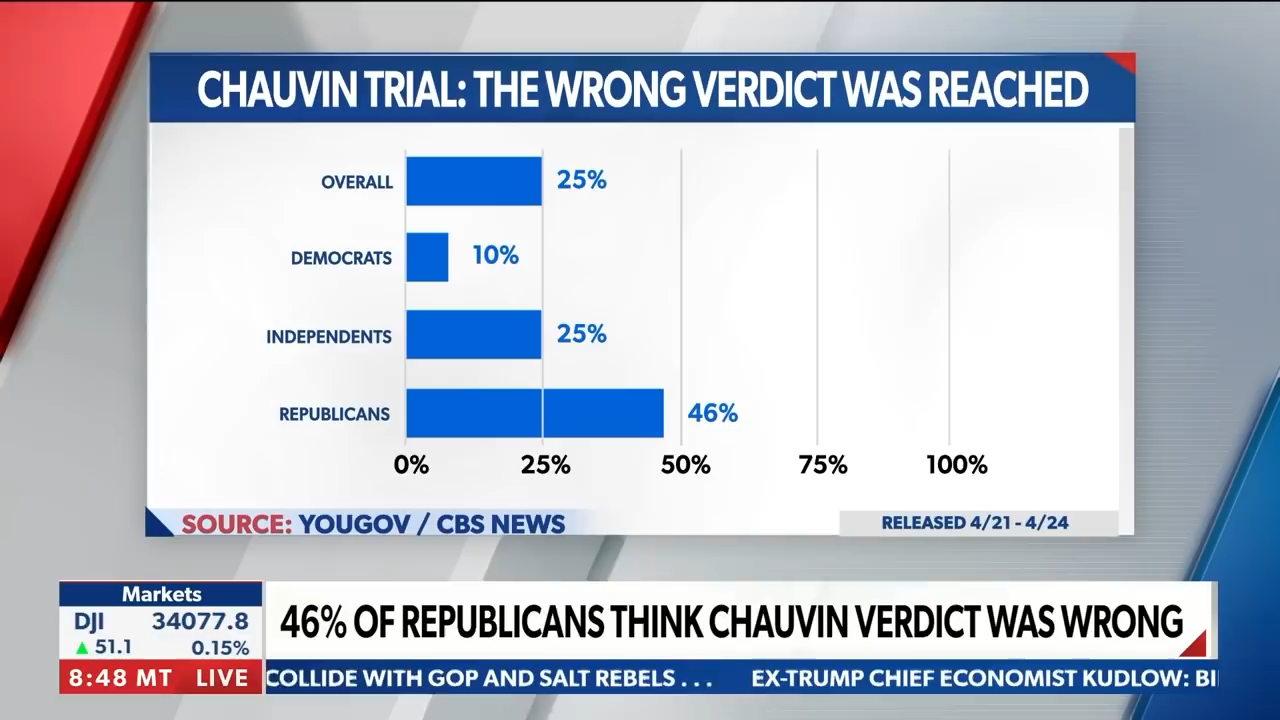 CHAUVIN TRIAL: THE WRONG VERDICT WAS REACHED
OVERALL 25%
DEMOCRATS 10%
INDEPENDENTS 25%
REPUBLICANS 46%
0% 25% 50% 75% 100%
SOURCE: YOUGOV / CBS NEWS
RELEASED 4/21 - 4/24
Markets
DJI 34077.8
51.1 0.15%
46% OF REPUBLICANS THINK CHAUVIN VERDICT WAS WRONG
8:48 MT LIVE
COLLIDE WITH GOP AND SALT REBELS . . . EX-TRUMP CHIEF ECONOMIST KUDLOW: BI